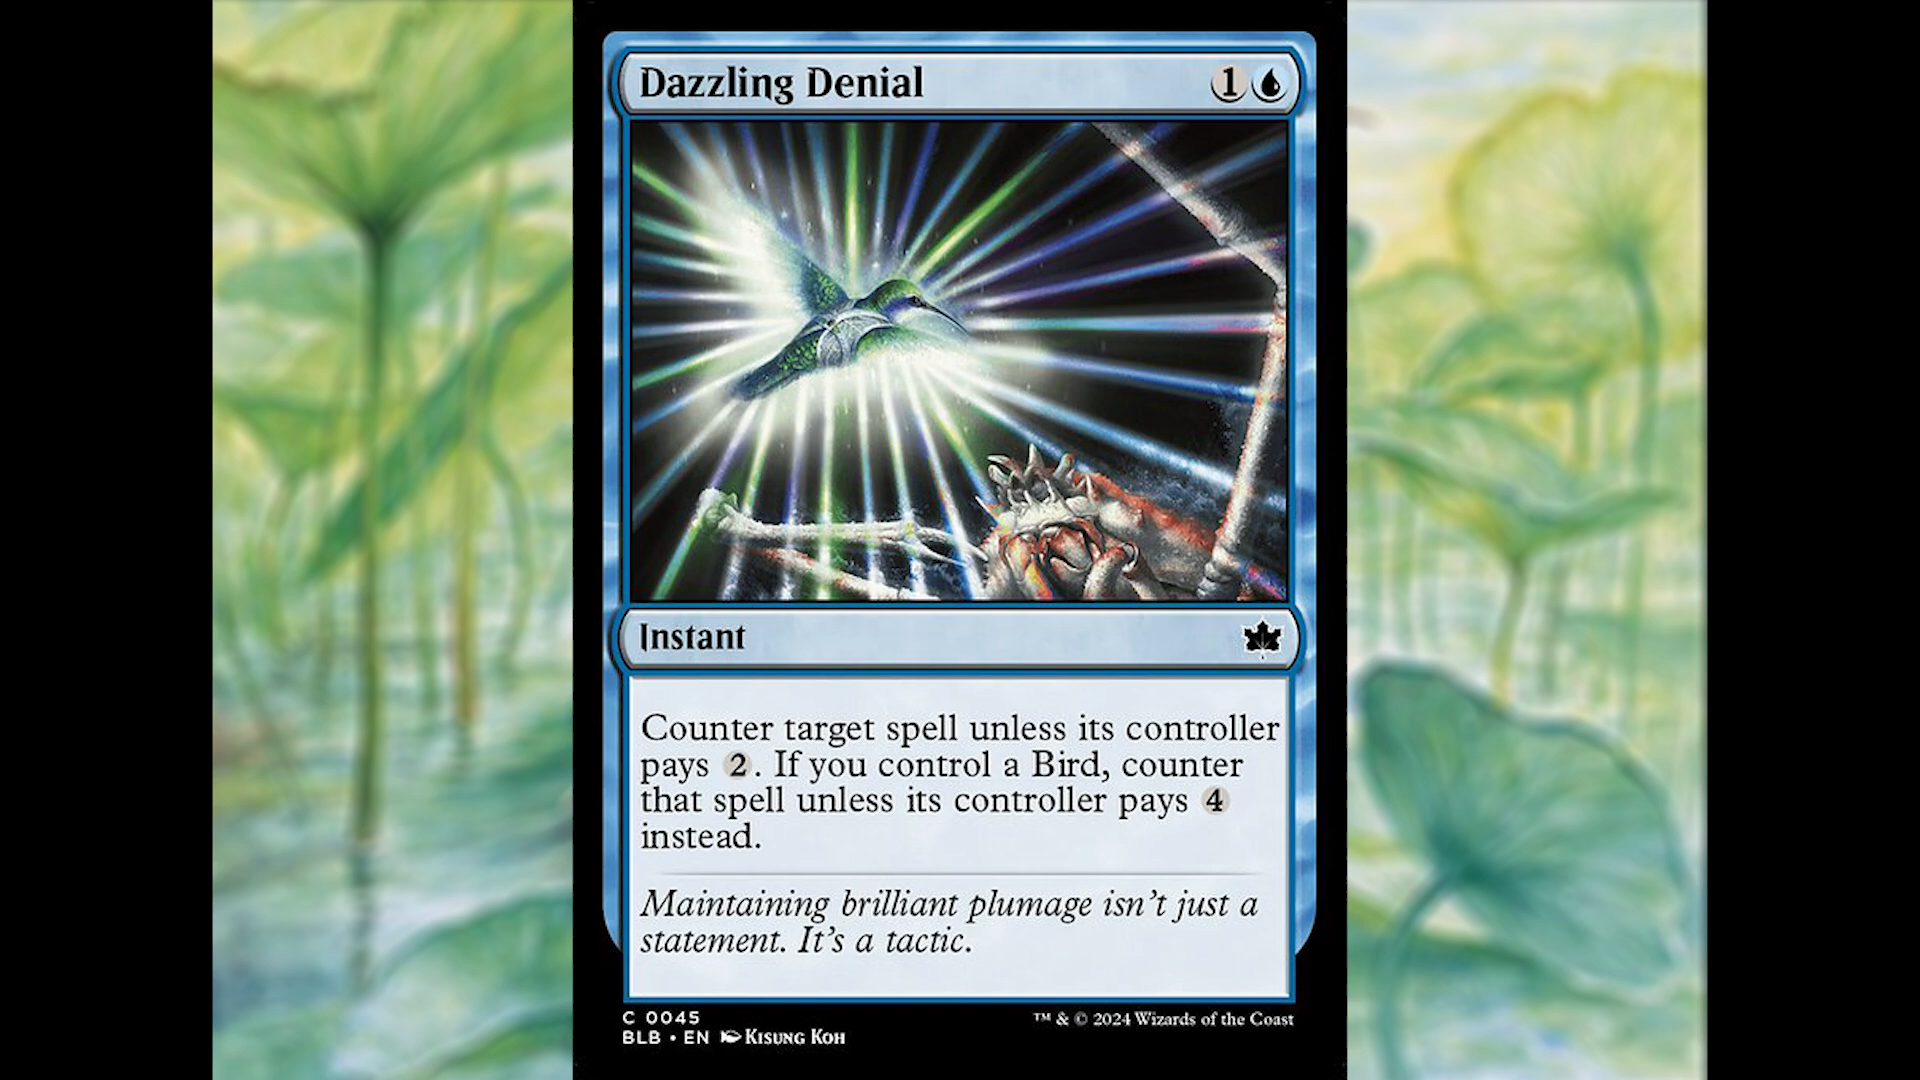 Dazzling Denial 1
Instant
Counter target spell unless its controller
pays 2. If you control a Bird, counter
that spell unless its controller pays 4
instead.
Maintaining brilliant plumage isn't just a
statement. It's a tactic.
C 0045
BLB • EN Kisung Koh
™ & © 2024 Wizards of the Coast